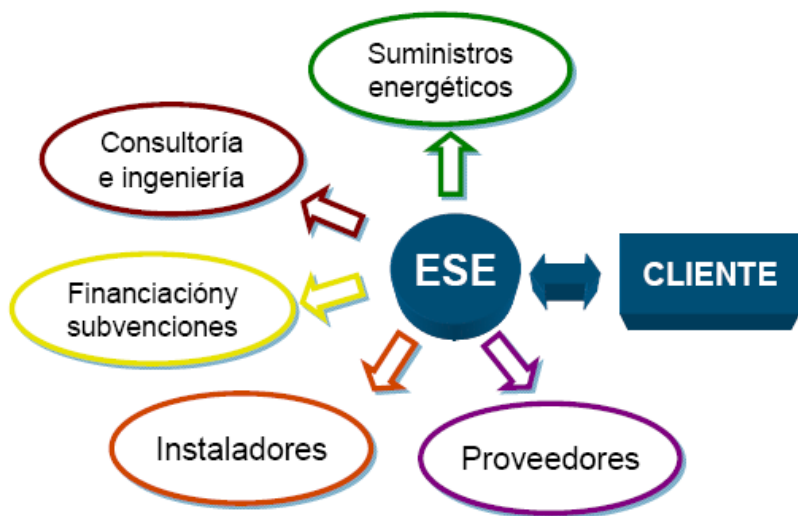 Suministros
energéticos
Consultoría
e ingeniería
ESE
CLIENTE
Financiacióny
subvenciones
Instaladores
Proveedores